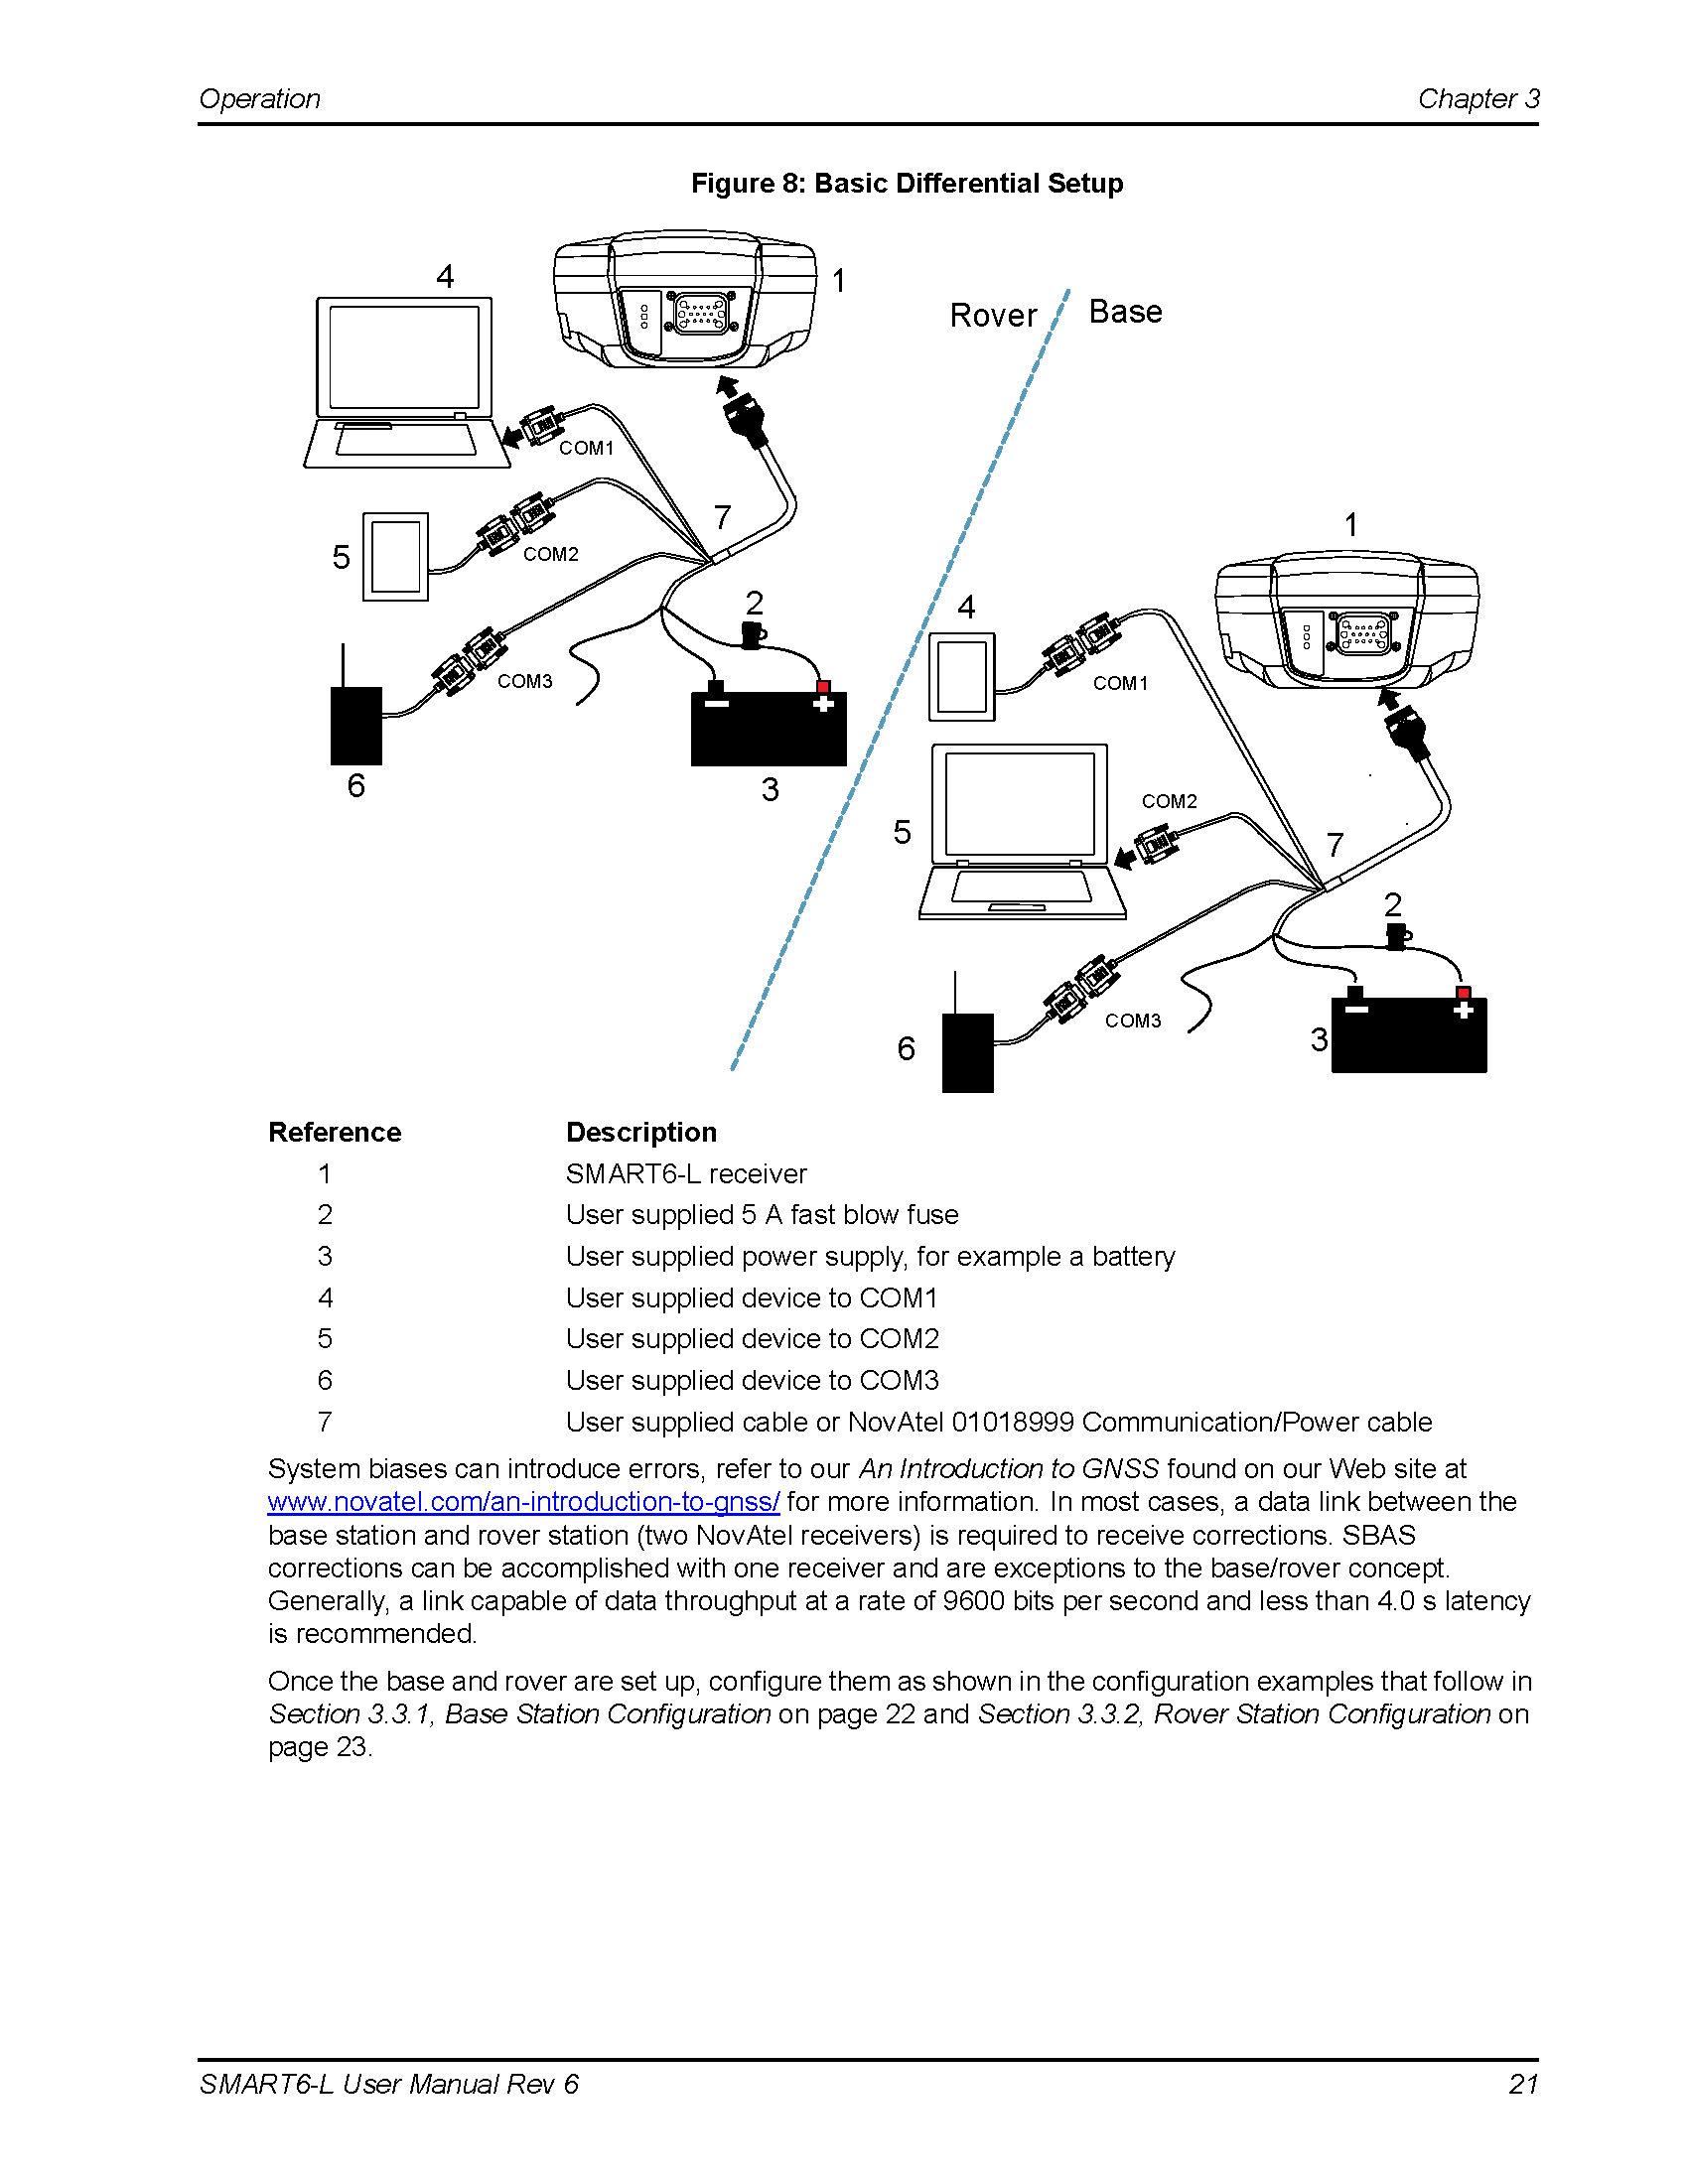 Operation Chapter 3
Figure 8: Basic Differential Setup
4
1
Rover Base
COM1
7
5
COM2
2
COM3
6
3
1
4
COM1
COM2
5
7
2
COM3
6
3
Reference Description
1 SMART6-L receiver
2 User supplied 5 A fast blow fuse
3 User supplied power supply, for example a battery
4 User supplied device to COM1
5 User supplied device to COM2
6 User supplied device to COM3
7 User supplied cable or NovAtel 01018999 Communication/Power cable
System biases can introduce errors, refer to our An Introduction to GNSS found on our Web site at
www.novatel.com/an-introduction-to-gnss/ for more information. In most cases, a data link between the
base station and rover station (two NovAtel receivers) is required to receive corrections. SBAS
corrections can be accomplished with one receiver and are exceptions to the base/rover concept.
Generally, a link capable of data throughput at a rate of 9600 bits per second and less than 4.0 s latency
is recommended.
Once the base and rover are set up, configure them as shown in the configuration examples that follow in
Section 3.3.1, Base Station Configuration on page 22 and Section 3.3.2, Rover Station Configuration on
page 23.
SMART6-L User Manual Rev 6 21